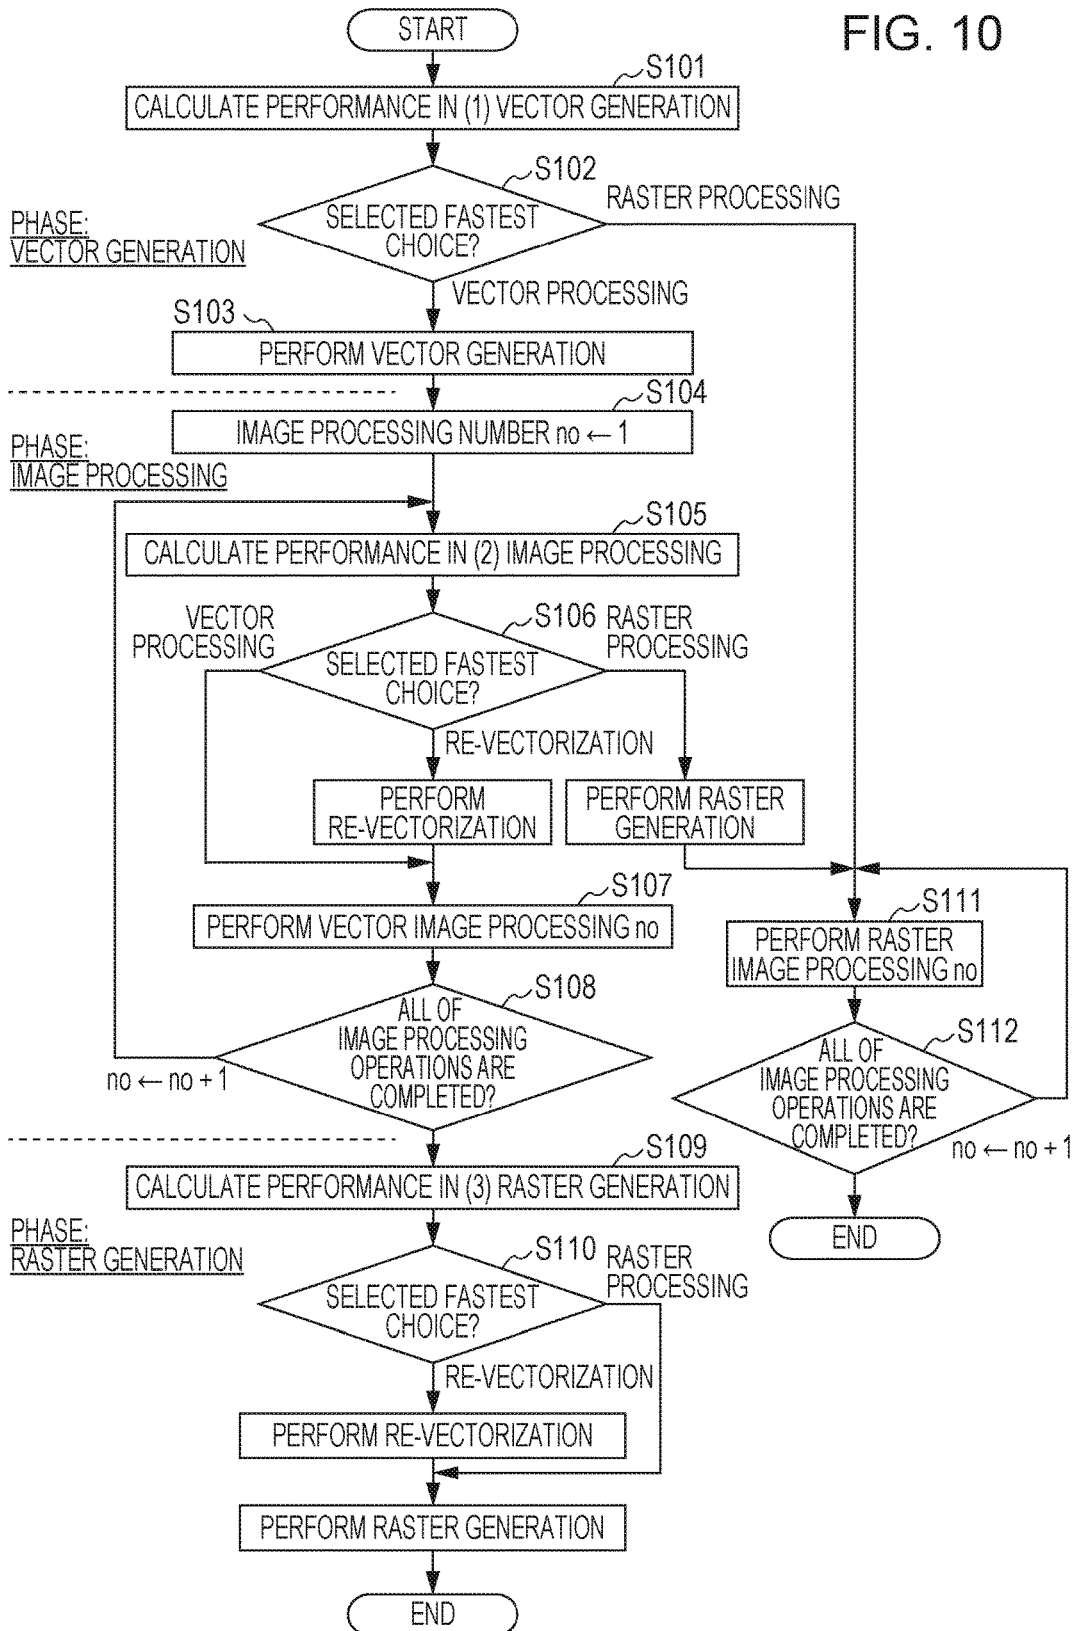 FIG. 10
START
S101
CALCULATE PERFORMANCE IN (1) VECTOR GENERATION
S102
RASTER PROCESSING
SELECTED FASTEST
CHOICE?
PHASE:
VECTOR GENERATION
VECTOR PROCESSING
S103
PERFORM VECTOR GENERATION
S104
IMAGE PROCESSING NUMBER no ← 1
PHASE:
IMAGE PROCESSING
S105
CALCULATE PERFORMANCE IN (2) IMAGE PROCESSING
VECTOR
PROCESSING
S106
RASTER
PROCESSING
SELECTED FASTEST
CHOICE?
RE-VECTORIZATION
PERFORM
RE-VECTORIZATION
PERFORM RASTER
GENERATION
S107
PERFORM VECTOR IMAGE PROCESSING no
S111
PERFORM RASTER
IMAGE PROCESSING no
S108
ALL OF
IMAGE PROCESSING
OPERATIONS ARE
COMPLETED?
no ← no + 1
S112
ALL OF
IMAGE PROCESSING
OPERATIONS ARE
COMPLETED?
no ← no + 1
END
S109
CALCULATE PERFORMANCE IN (3) RASTER GENERATION
PHASE:
RASTER GENERATION
S110
RASTER
PROCESSING
SELECTED FASTEST
CHOICE?
RE-VECTORIZATION
PERFORM RE-VECTORIZATION
PERFORM RASTER GENERATION
END